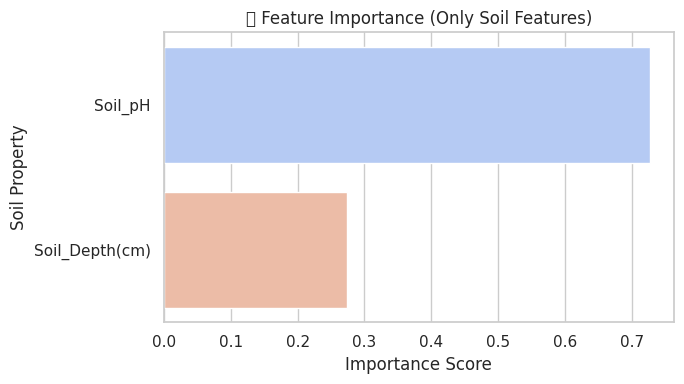 ▯ Feature Importance (Only Soil Features)
Soil Property
Soil_pH
Soil_Depth(cm)
0.0 0.1 0.2 0.3 0.4 0.5 0.6 0.7
Importance Score